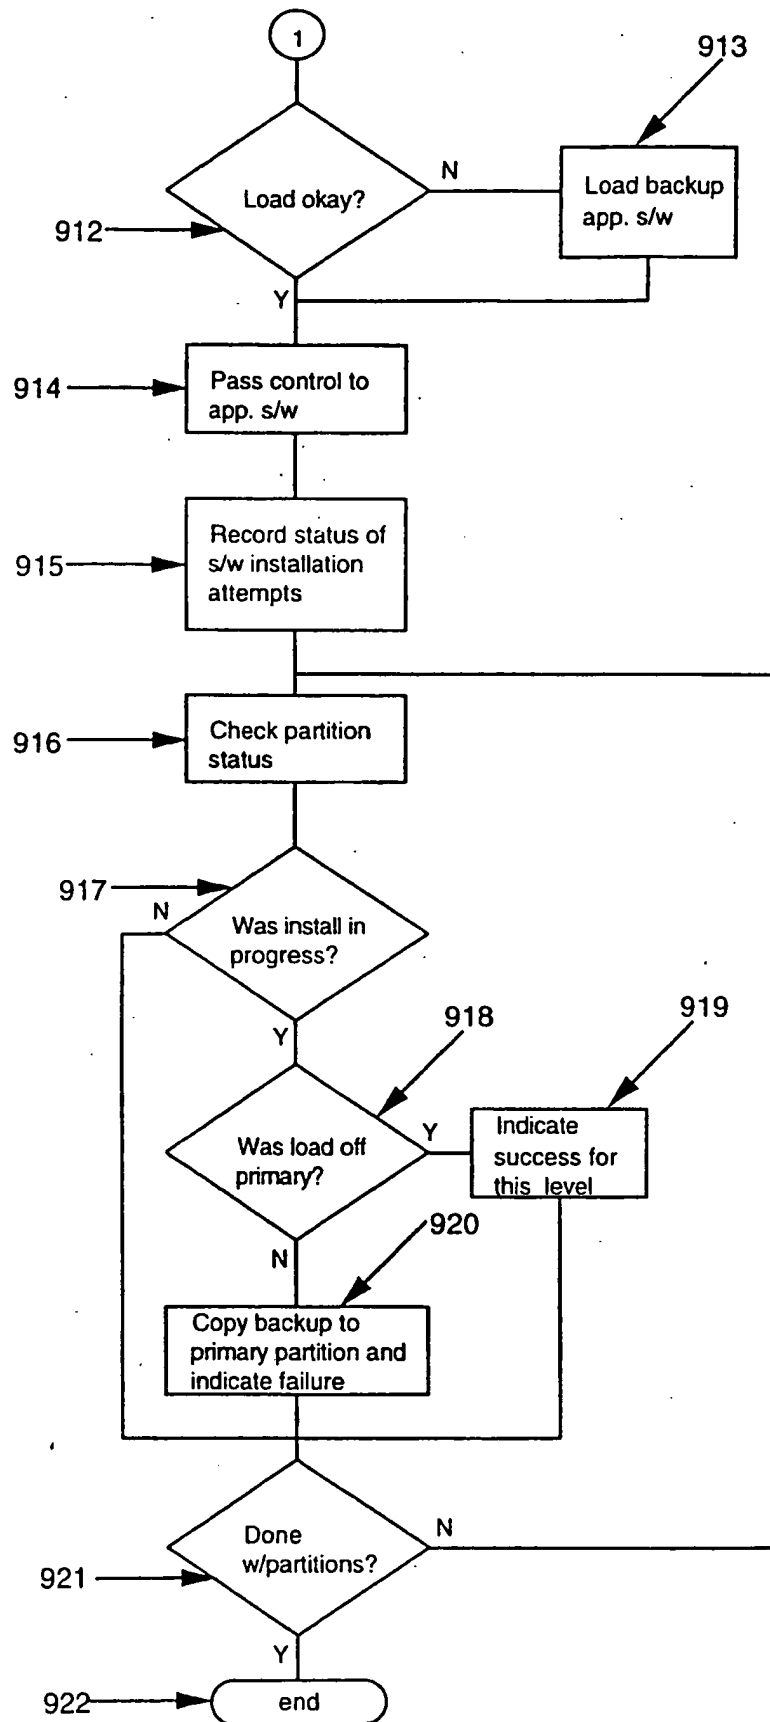 1
913
N
Load okay?
Load backup
app. s/w
912
Y
914
Pass control to
app. s/w
915
Record status of
s/w installation
attempts
916
Check partition
status
917
N
Was install in
progress?
Y
918
919
Was load off
primary?
Y
Indicate
success for
this level
N
920
Copy backup to
primary partition and
indicate failure
Done
w/partitions?
N
921
Y
922
end